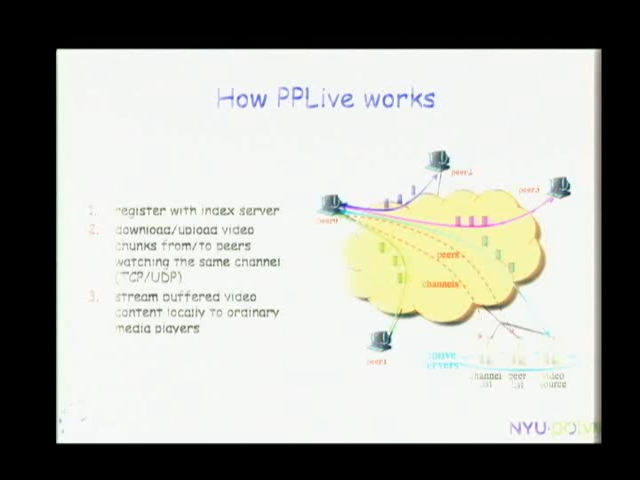 How PPLive works
1. register with index server
2. download/upload video
chunks from/to peers
watching the same channel
(TCP/UDP)
3. stream buffered video
content locally to ordinary
media players
peer2
peer3
peer0
peers
channels
peer1
channel
list
peer
list
video
source
NYU·poly